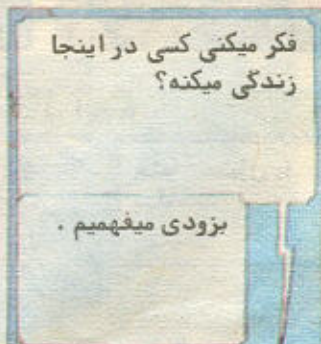 فکر میکنی کسی در اینجا
زندگی میکنه؟
بزودی میفهمیم .